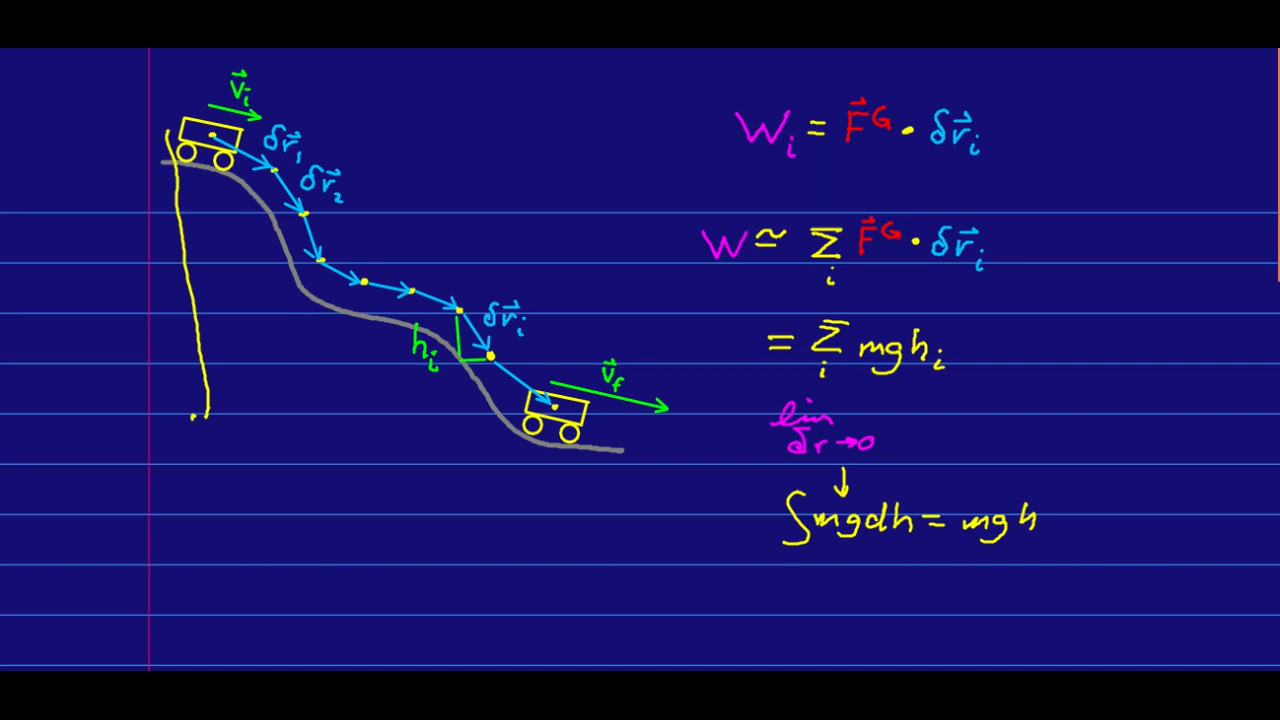 v⃗ᵢ
δr⃗₁
δr⃗₂
δr⃗ᵢ
hᵢ
v⃗f
Wᵢ = F⃗ᴳ · δr⃗ᵢ
W ≃ Σᵢ F⃗ᴳ · δr⃗ᵢ
= Σᵢ mghᵢ
lim
δr→0
↓
∫mgdh = mgh